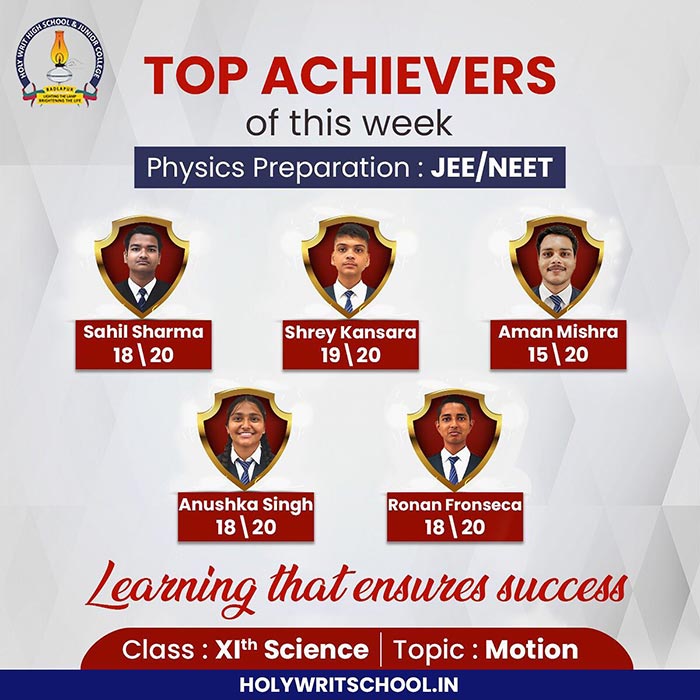 HOLY WRIT HIGH SCHOOL & JUNIOR COLLEGE
BADLAPUR
LIGHTING THE LAMP
BRIGHTENING THE LIFE
TOP ACHIEVERS
of this week
Physics Preparation : JEE/NEET
Sahil Sharma
18\20
Shrey Kansara
19\20
Aman Mishra
15\20
Anushka Singh
18\20
Ronan Fronseca
18\20
Learning that ensures success
Class : XIth Science | Topic : Motion
HOLYWRITSCHOOL.IN